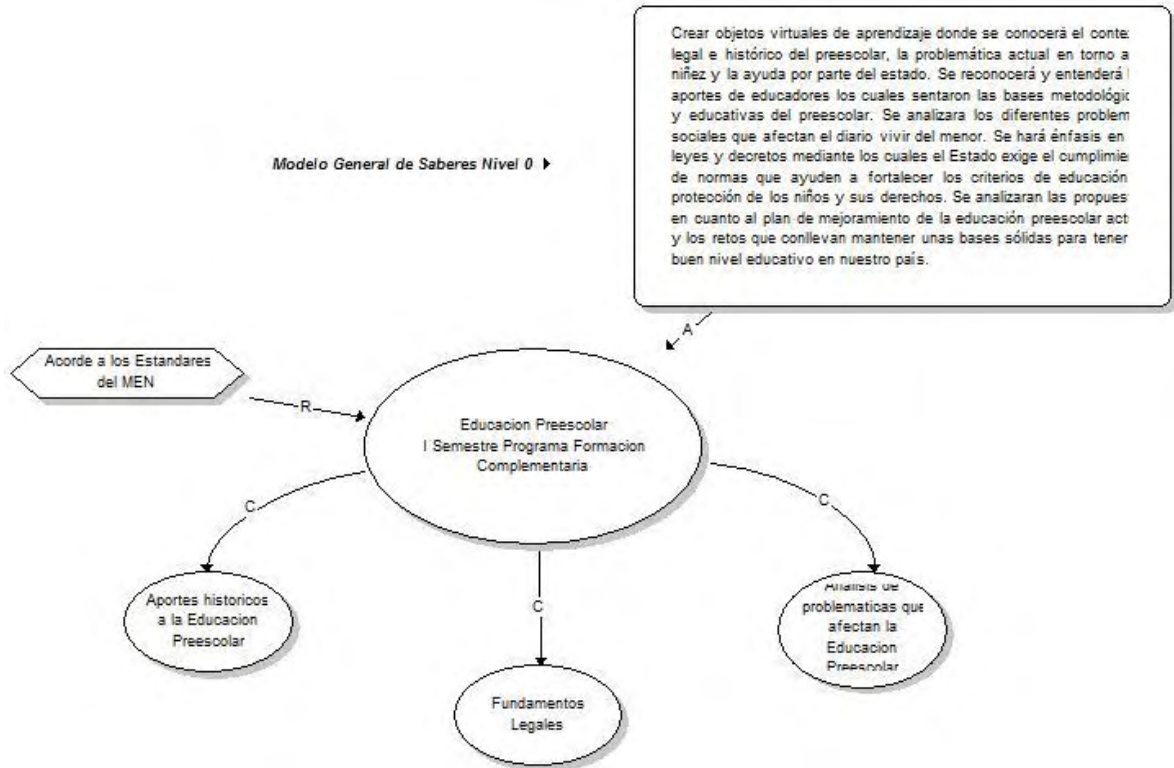 Crear objetos virtuales de aprendizaje donde se conocerá el conte
legal e histórico del preescolar, la problemática actual en torno a
niñez y la ayuda por parte del estado. Se reconocerá y entenderá
aportes de educadores los cuales sentaron las bases metodológic
y educativas del preescolar. Se analizara los diferentes problem
sociales que afectan el diario vivir del menor. Se hará énfasis en
leyes y decretos mediante los cuales el Estado exige el cumplimie
de normas que ayuden a fortalecer los criterios de educación
protección de los niños y sus derechos. Se analizaran las propues
en cuanto al plan de mejoramiento de la educación preescolar act
y los retos que conllevan mantener unas bases sólidas para tener
buen nivel educativo en nuestro país.
Modelo General de Saberes Nivel 0
A
Acorde a los Estandares
del MEN
R
Educacion Preescolar
I Semestre Programa Formacion
Complementaria
C
C
C
Aportes historicos
a la Educacion
Preescolar
Fundamentos
Legales
Analisis de
problematicas que
afectan la
Educacion
Preescolar